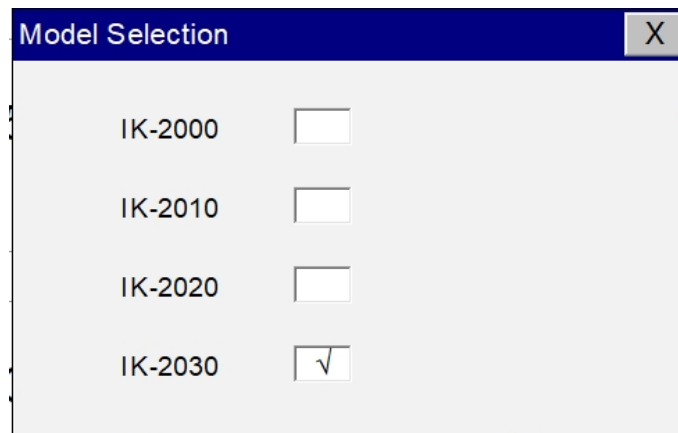 Model Selection X
IK-2000
IK-2010
IK-2020
IK-2030 √